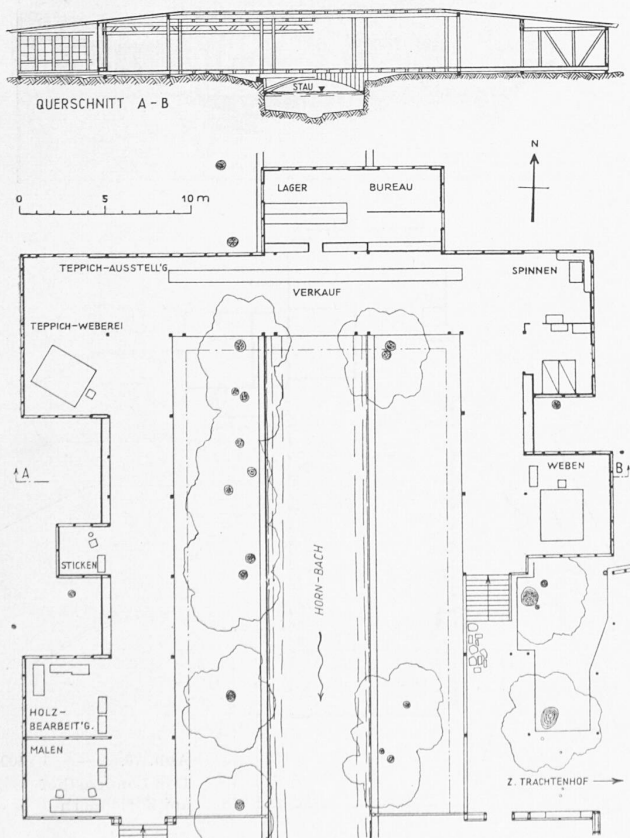 STAU
QUERSCHNITT A-B
N
0 5 10 m
LAGER BUREAU
TEPPICH-AUSSTELL'G
SPINNEN
VERKAUF
TEPPICH-WEBEREI
A
WEBEN
B
STICKEN
HORN-BACH
HOLZ-
BEARBEIT'G.
MALEN
Z. TRACHTENHOF